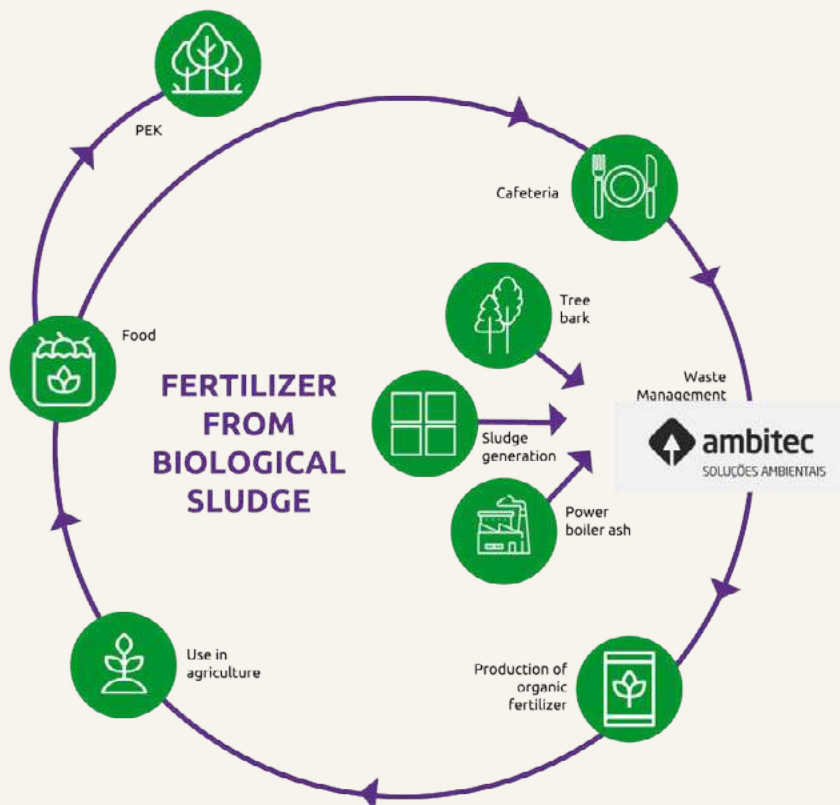 PEK
Cafeteria
Tree
bark
Food
Waste
Management
FERTILIZER
FROM
BIOLOGICAL
SLUDGE
Sludge
generation
ambitec
SOLUÇÕES AMBIENTAIS
Power
boiler ash
Use in
agriculture
Production of
organic
fertilizer